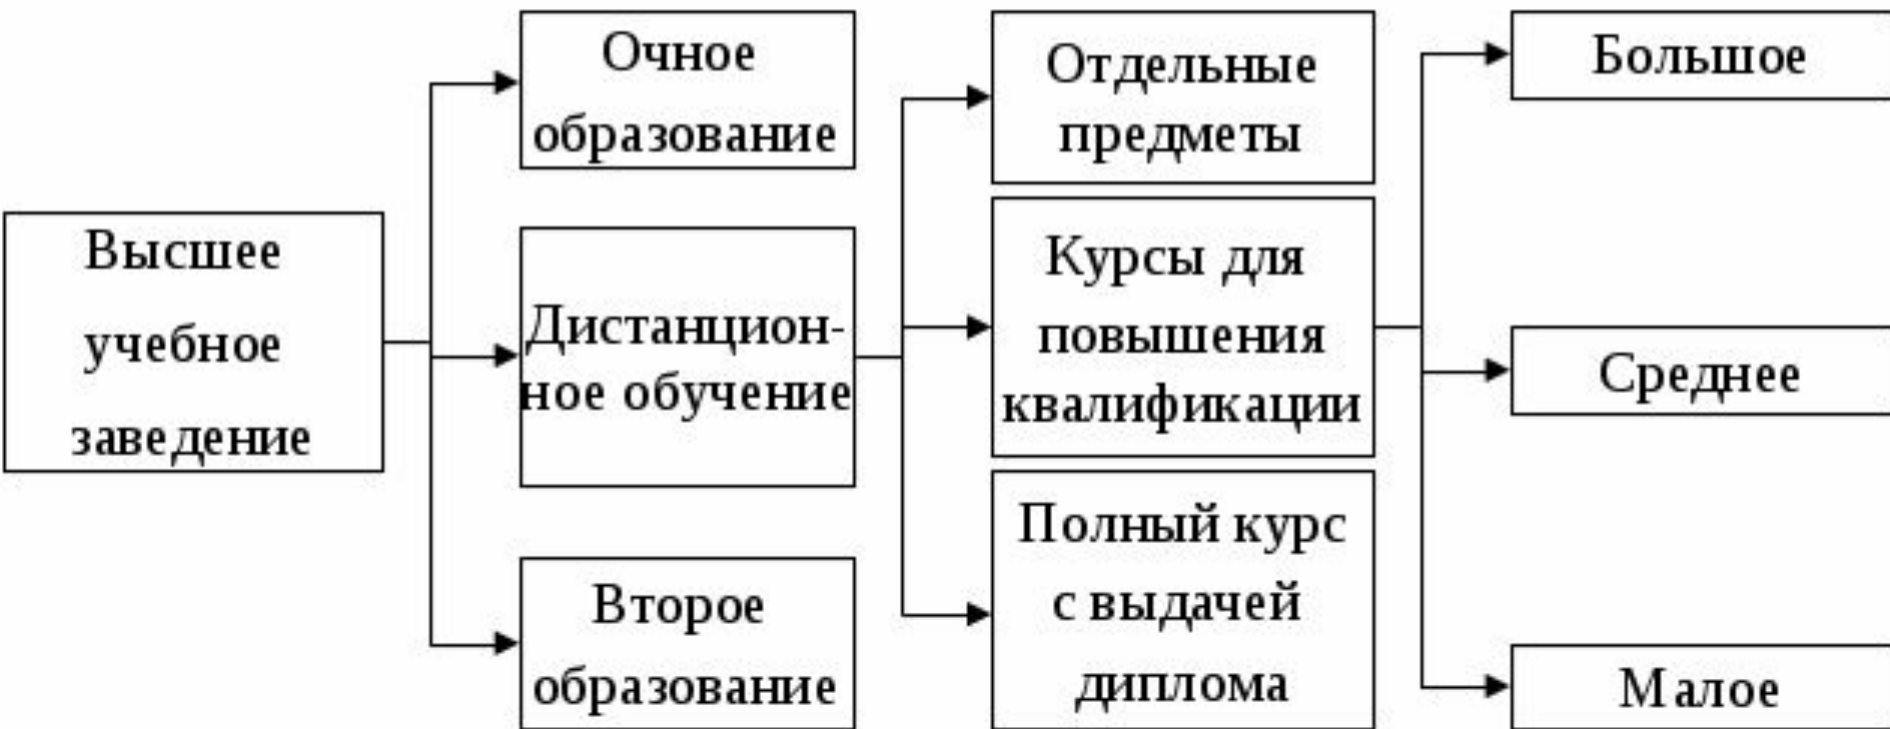 Высшее
учебное
заведение
Очное
образование
Дистанцион-
ное обучение
Второе
образование
Отдельные
предметы
Курсы для
повышения
квалификации
Полный курс
с выдачей
диплома
Большое
Среднее
Малое